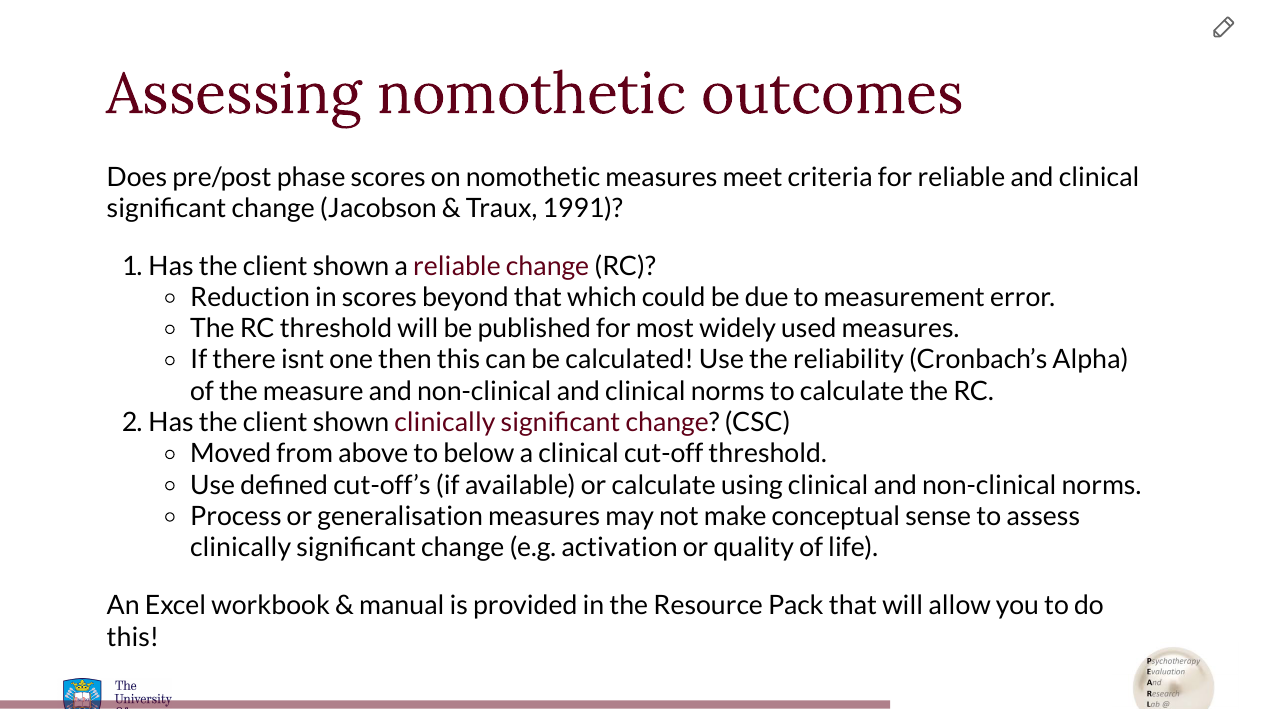 Assessing nomothetic outcomes
Does pre/post phase scores on nomothetic measures meet criteria for reliable and clinical
significant change (Jacobson & Traux, 1991)?
1. Has the client shown a reliable change (RC)?
○ Reduction in scores beyond that which could be due to measurement error.
○ The RC threshold will be published for most widely used measures.
○ If there isnt one then this can be calculated! Use the reliability (Cronbach’s Alpha)
of the measure and non-clinical and clinical norms to calculate the RC.
2. Has the client shown clinically significant change? (CSC)
○ Moved from above to below a clinical cut-off threshold.
○ Use defined cut-off’s (if available) or calculate using clinical and non-clinical norms.
○ Process or generalisation measures may not make conceptual sense to assess
clinically significant change (e.g. activation or quality of life).
An Excel workbook & manual is provided in the Resource Pack that will allow you to do
this!
The
University
Psychotherapy
Evaluation
And
Research
Lab @